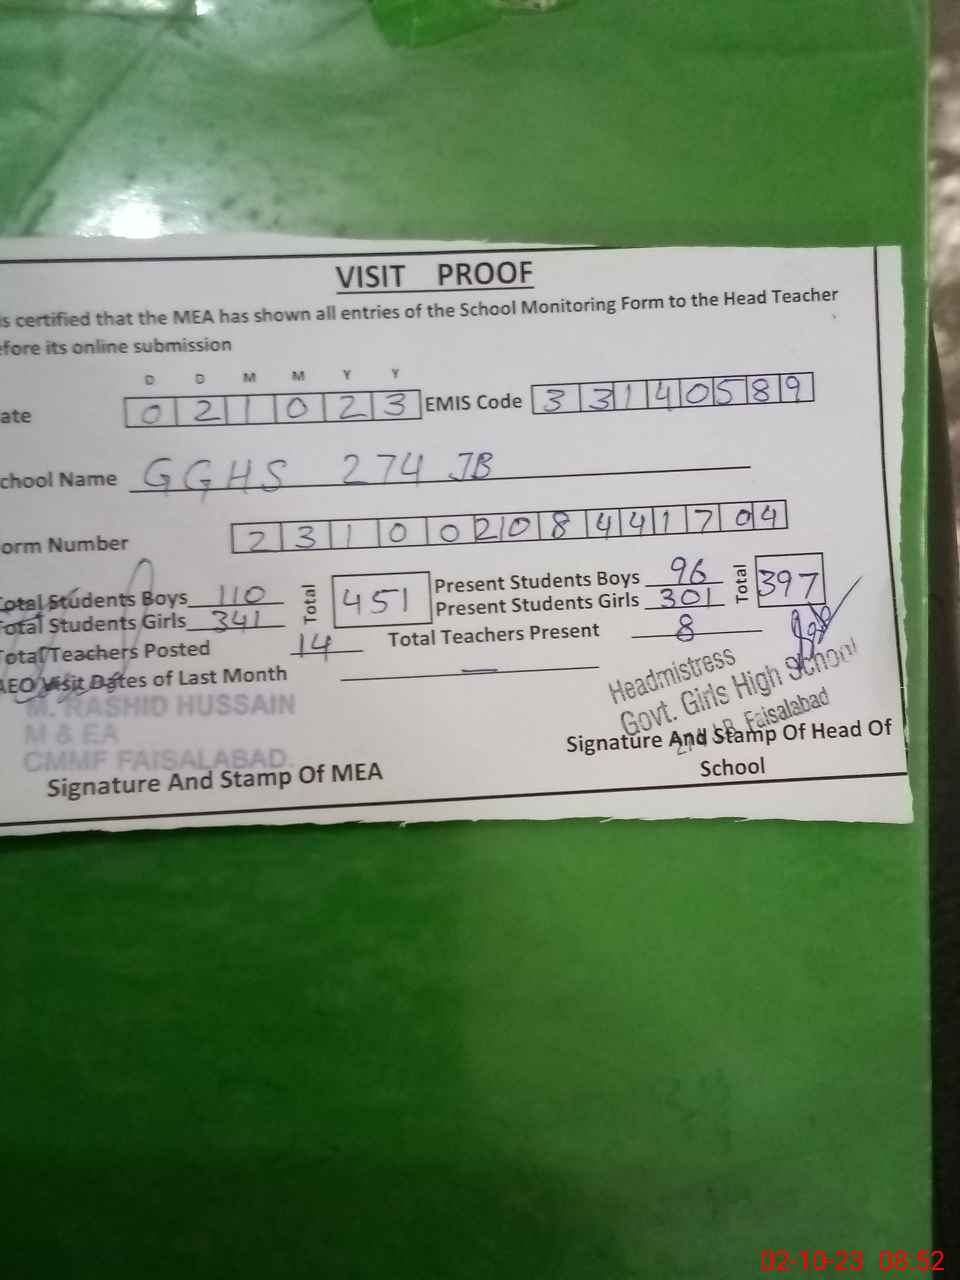 VISIT PROOF
is certified that the MEA has shown all entries of the School Monitoring Form to the Head Teacher
efore its online submission
D D M M Y Y
ate 0 2 1 0 2 3 EMIS Code 3 3 1 4 0 5 8 9
chool Name GGHS 274 JB
orm Number 2 3 1 0 0 2 0 8 4 4 1 7 0 4
Total Students Boys 110 Total 451 Present Students Boys 96 Total 397
Total Students Girls 341 Present Students Girls 301
Total Teachers Posted 14 Total Teachers Present 8
AEO Visit Dates of Last Month —
M. RASHID HUSSAIN
M & EA
CMMF FAISALABAD.
Signature And Stamp Of MEA
Headmistress
Govt. Girls High School
Faisalabad
Signature And Stamp Of Head Of
School
02-10-23 08:52